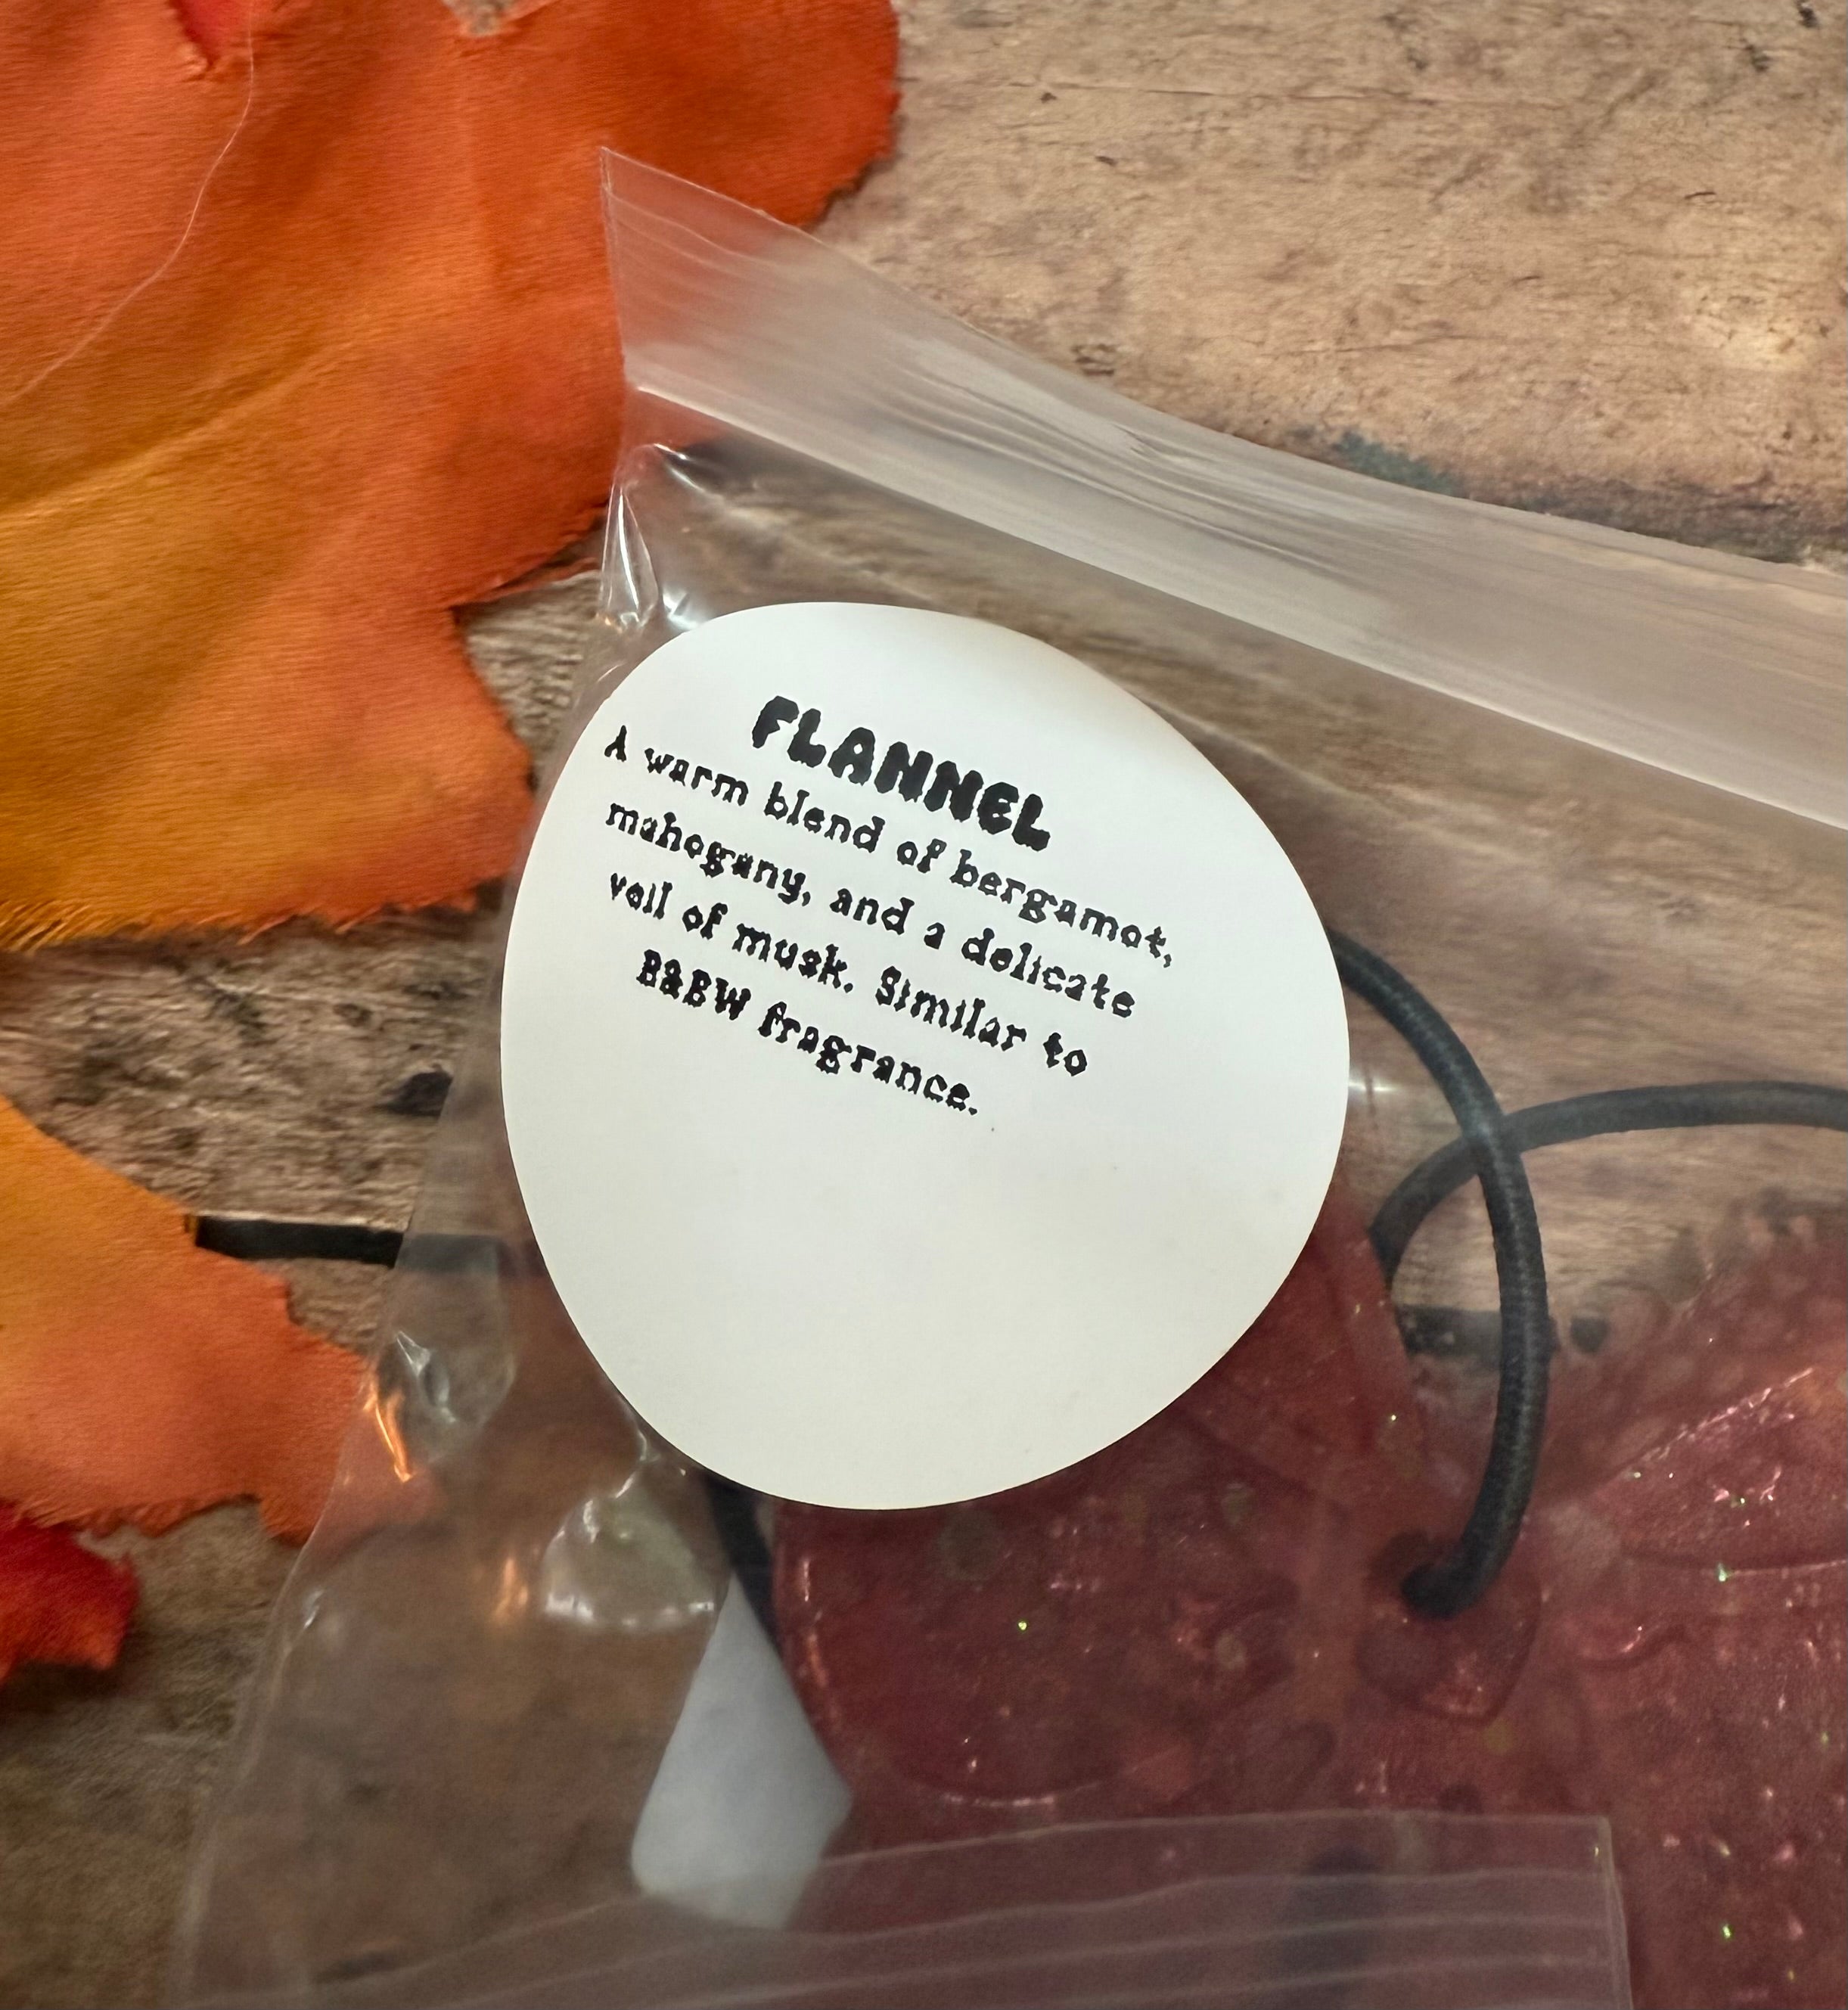 FLANNEL
A warm blend of bergamot,
mahogany, and a delicate
veil of musk. Similar to
B&BW fragrance.